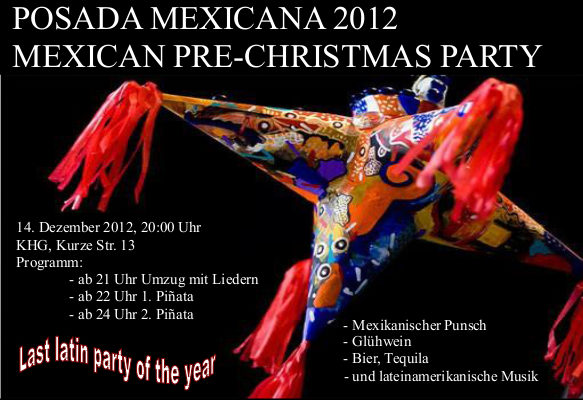 POSADA MEXICANA 2012
MEXICAN PRE-CHRISTMAS PARTY
14. Dezember 2012, 20:00 Uhr
KHG, Kurze Str. 13
Programm:
- ab 21 Uhr Umzug mit Liedern
- ab 22 Uhr 1. Piñata
- ab 24 Uhr 2. Piñata
- Mexikanischer Punsch
- Glühwein
- Bier, Tequila
- und lateinamerikanische Musik
Last latin party of the year